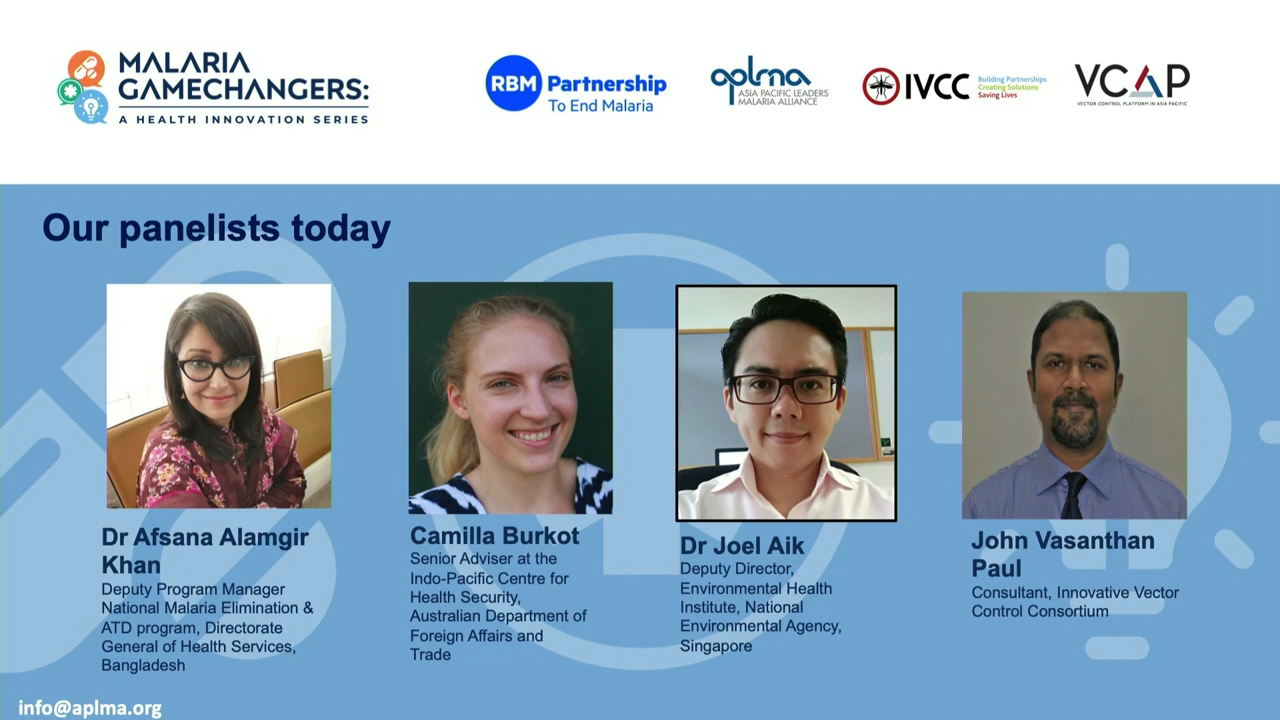 MALARIA
GAMECHANGERS:
A HEALTH INNOVATION SERIES
RBM Partnership
To End Malaria
aplma
ASIA PACIFIC LEADERS
MALARIA ALLIANCE
IVCC
Building Partnerships
Creating Solutions
Saving Lives
VCAP
VECTOR CONTROL PLATFORM IN ASIA PACIFIC
Our panelists today
Dr Afsana Alamgir
Khan
Deputy Program Manager
National Malaria Elimination &
ATD program, Directorate
General of Health Services,
Bangladesh
Camilla Burkot
Senior Adviser at the
Indo-Pacific Centre for
Health Security,
Australian Department of
Foreign Affairs and
Trade
Dr Joel Aik
Deputy Director,
Environmental Health
Institute, National
Environmental Agency,
Singapore
John Vasanthan
Paul
Consultant, Innovative Vector
Control Consortium
info@aplma.org